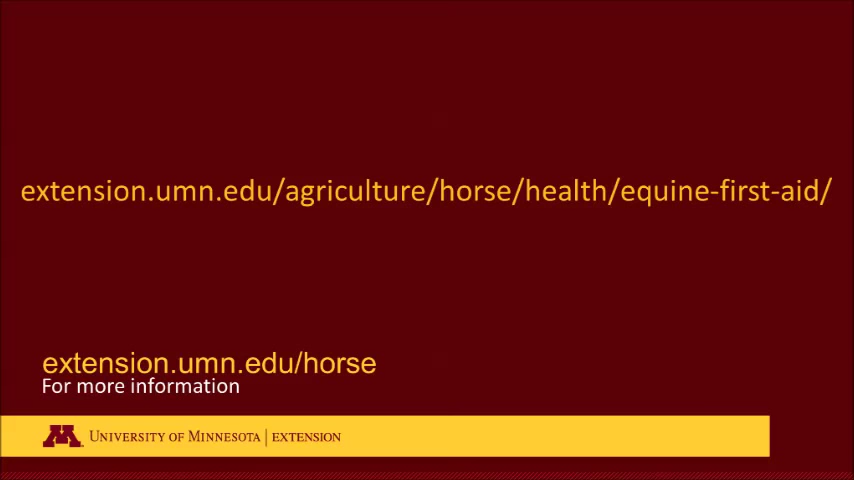 extension.umn.edu/agriculture/horse/health/equine-first-aid/
extension.umn.edu/horse
For more information
M
UNIVERSITY OF MINNESOTA | EXTENSION